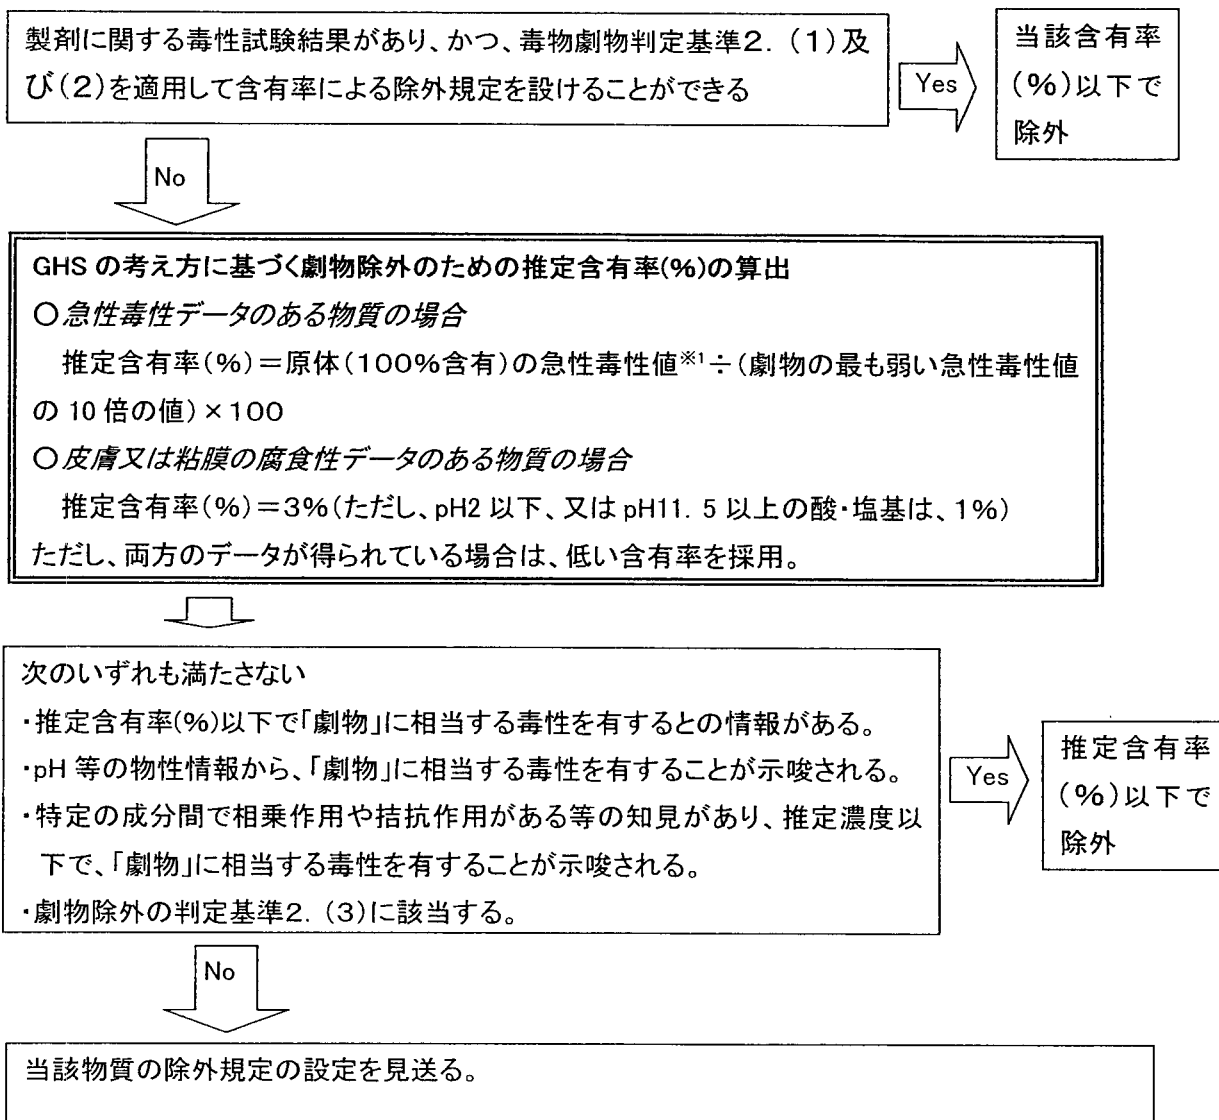 製剤に関する毒性試験結果があり、かつ、毒物劇物判定基準2．(1)及
び(2)を適用して含有率による除外規定を設けることができる
Yes
当該含有率
(%)以下で
除外
No
GHS の考え方に基づく劇物除外のための推定含有率(%)の算出
○急性毒性データのある物質の場合
推定含有率(%)＝原体(100%含有)の急性毒性値※1÷(劇物の最も弱い急性毒性値
の 10 倍の値)×100
○皮膚又は粘膜の腐食性データのある物質の場合
推定含有率(%)＝3%(ただし、pH2 以下、又は pH11．5 以上の酸・塩基は、1%)
ただし、両方のデータが得られている場合は、低い含有率を採用。
次のいずれも満たさない
・推定含有率(%)以下で「劇物」に相当する毒性を有するとの情報がある。
・pH 等の物性情報から、「劇物」に相当する毒性を有することが示唆される。
・特定の成分間で相乗作用や拮抗作用がある等の知見があり、推定濃度以
下で、「劇物」に相当する毒性を有することが示唆される。
・劇物除外の判定基準2．(3)に該当する。
Yes
推定含有率
(%)以下で
除外
No
当該物質の除外規定の設定を見送る。